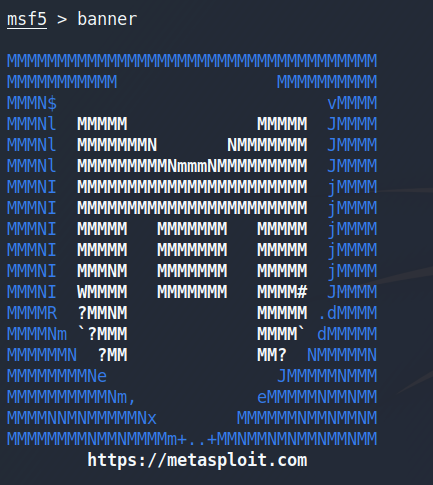 msf5 > banner
MMMMMMMMMMMMMMMMMMMMMMMMMMMMMMMMMMMMM
MMMMMMMMMMM                MMMMMMMMMM
MMMN$                           vMMMM
MMMNl  MMMMM             MMMMM  JMMMM
MMMNl  MMMMMMMN       NMMMMMMM  JMMMM
MMMNl  MMMMMMMMMNmmmNMMMMMMMMM  JMMMM
MMMNI  MMMMMMMMMMMMMMMMMMMMMMM  jMMMM
MMMNI  MMMMMMMMMMMMMMMMMMMMMMM  jMMMM
MMMNI  MMMMM   MMMMMMM   MMMMM  jMMMM
MMMNI  MMMMM   MMMMMMM   MMMMM  jMMMM
MMMNI  MMMNM   MMMMMMM   MMMMM  jMMMM
MMMNI  WMMMM   MMMMMMM   MMMM#  JMMMM
MMMMR  ?MMNM             MMMMM .dMMMM
MMMMNm `?MMM             MMMM` dMMMMM
MMMMMMN  ?MM             MM?  NMMMMMN
MMMMMMMMNe                 JMMMMMNMMM
MMMMMMMMMMNm,            eMMMMMNMMNMM
MMMMNNMNMMMMMNx        MMMMMMNMMNMMNM
MMMMMMMMNMMNMMMMm+..+MMNMMNMNMMNMMNMM
https://metasploit.com